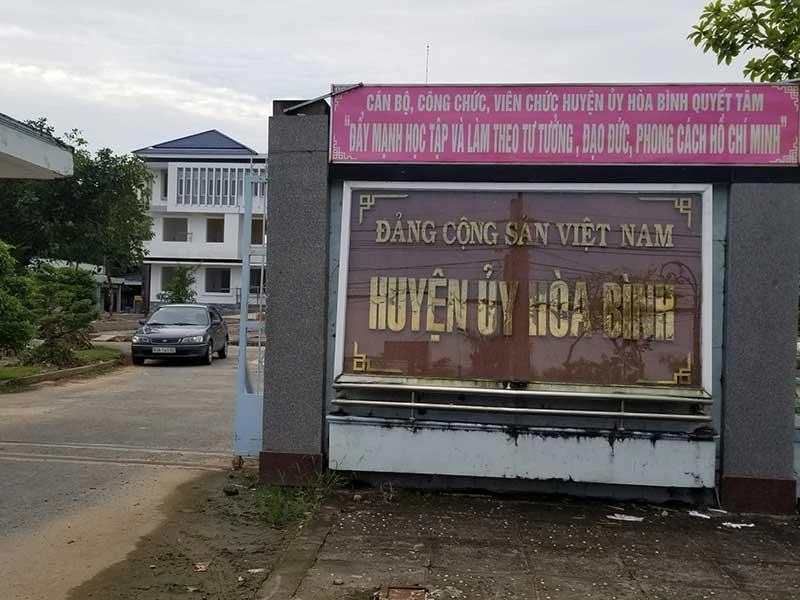 CÁN BỘ, CÔNG CHỨC, VIÊN CHỨC HUYỆN ỦY HÒA BÌNH QUYẾT TÂM
"ĐẨY MẠNH HỌC TẬP VÀ LÀM THEO TƯ TƯỞNG , ĐẠO ĐỨC, PHONG CÁCH HỒ CHÍ MINH"
ĐẢNG CỘNG SẢN VIỆT NAM
HUYỆN ỦY HÒA BÌNH